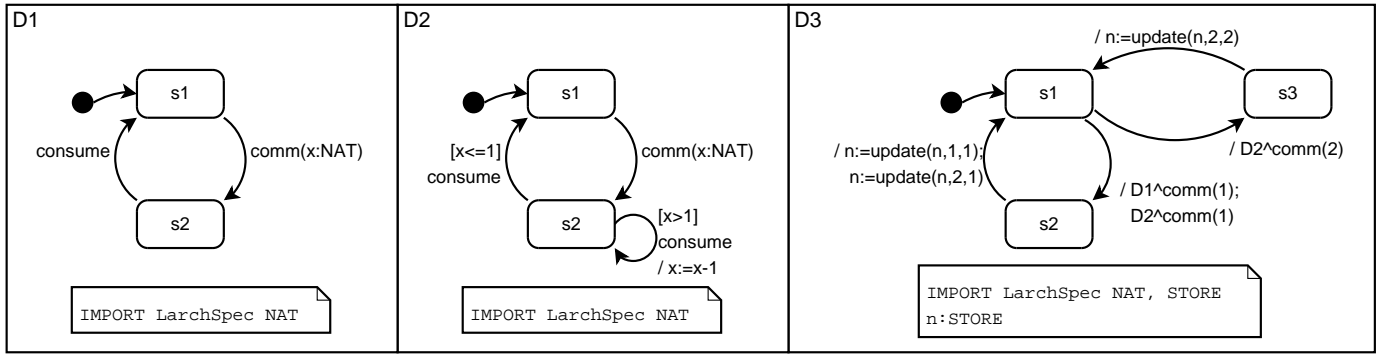 D1
s1
consume
comm(x:NAT)
s2
IMPORT LarchSpec NAT
D2
s1
[x<=1]
consume
comm(x:NAT)
s2
[x>1]
consume
/ x:=x-1
IMPORT LarchSpec NAT
D3
/ n:=update(n,2,2)
s1
s3
/ n:=update(n,1,1);
n:=update(n,2,1)
/ D2^comm(2)
/ D1^comm(1);
D2^comm(1)
s2
IMPORT LarchSpec NAT, STORE
n:STORE